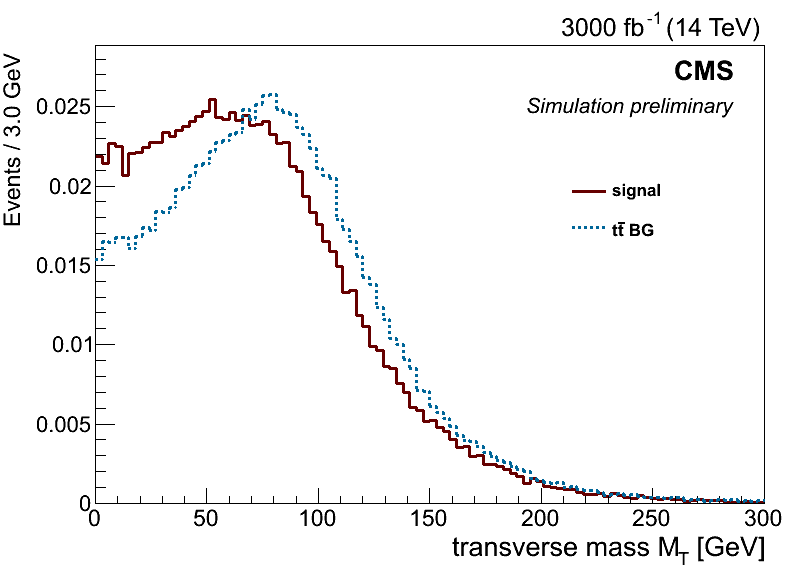 3000 fb⁻¹ (14 TeV)
CMS
Simulation preliminary
signal
tt̄ BG
Events / 3.0 GeV
0.025
0.02
0.015
0.01
0.005
0
0 50 100 150 200 250 300
transverse mass M_T [GeV]